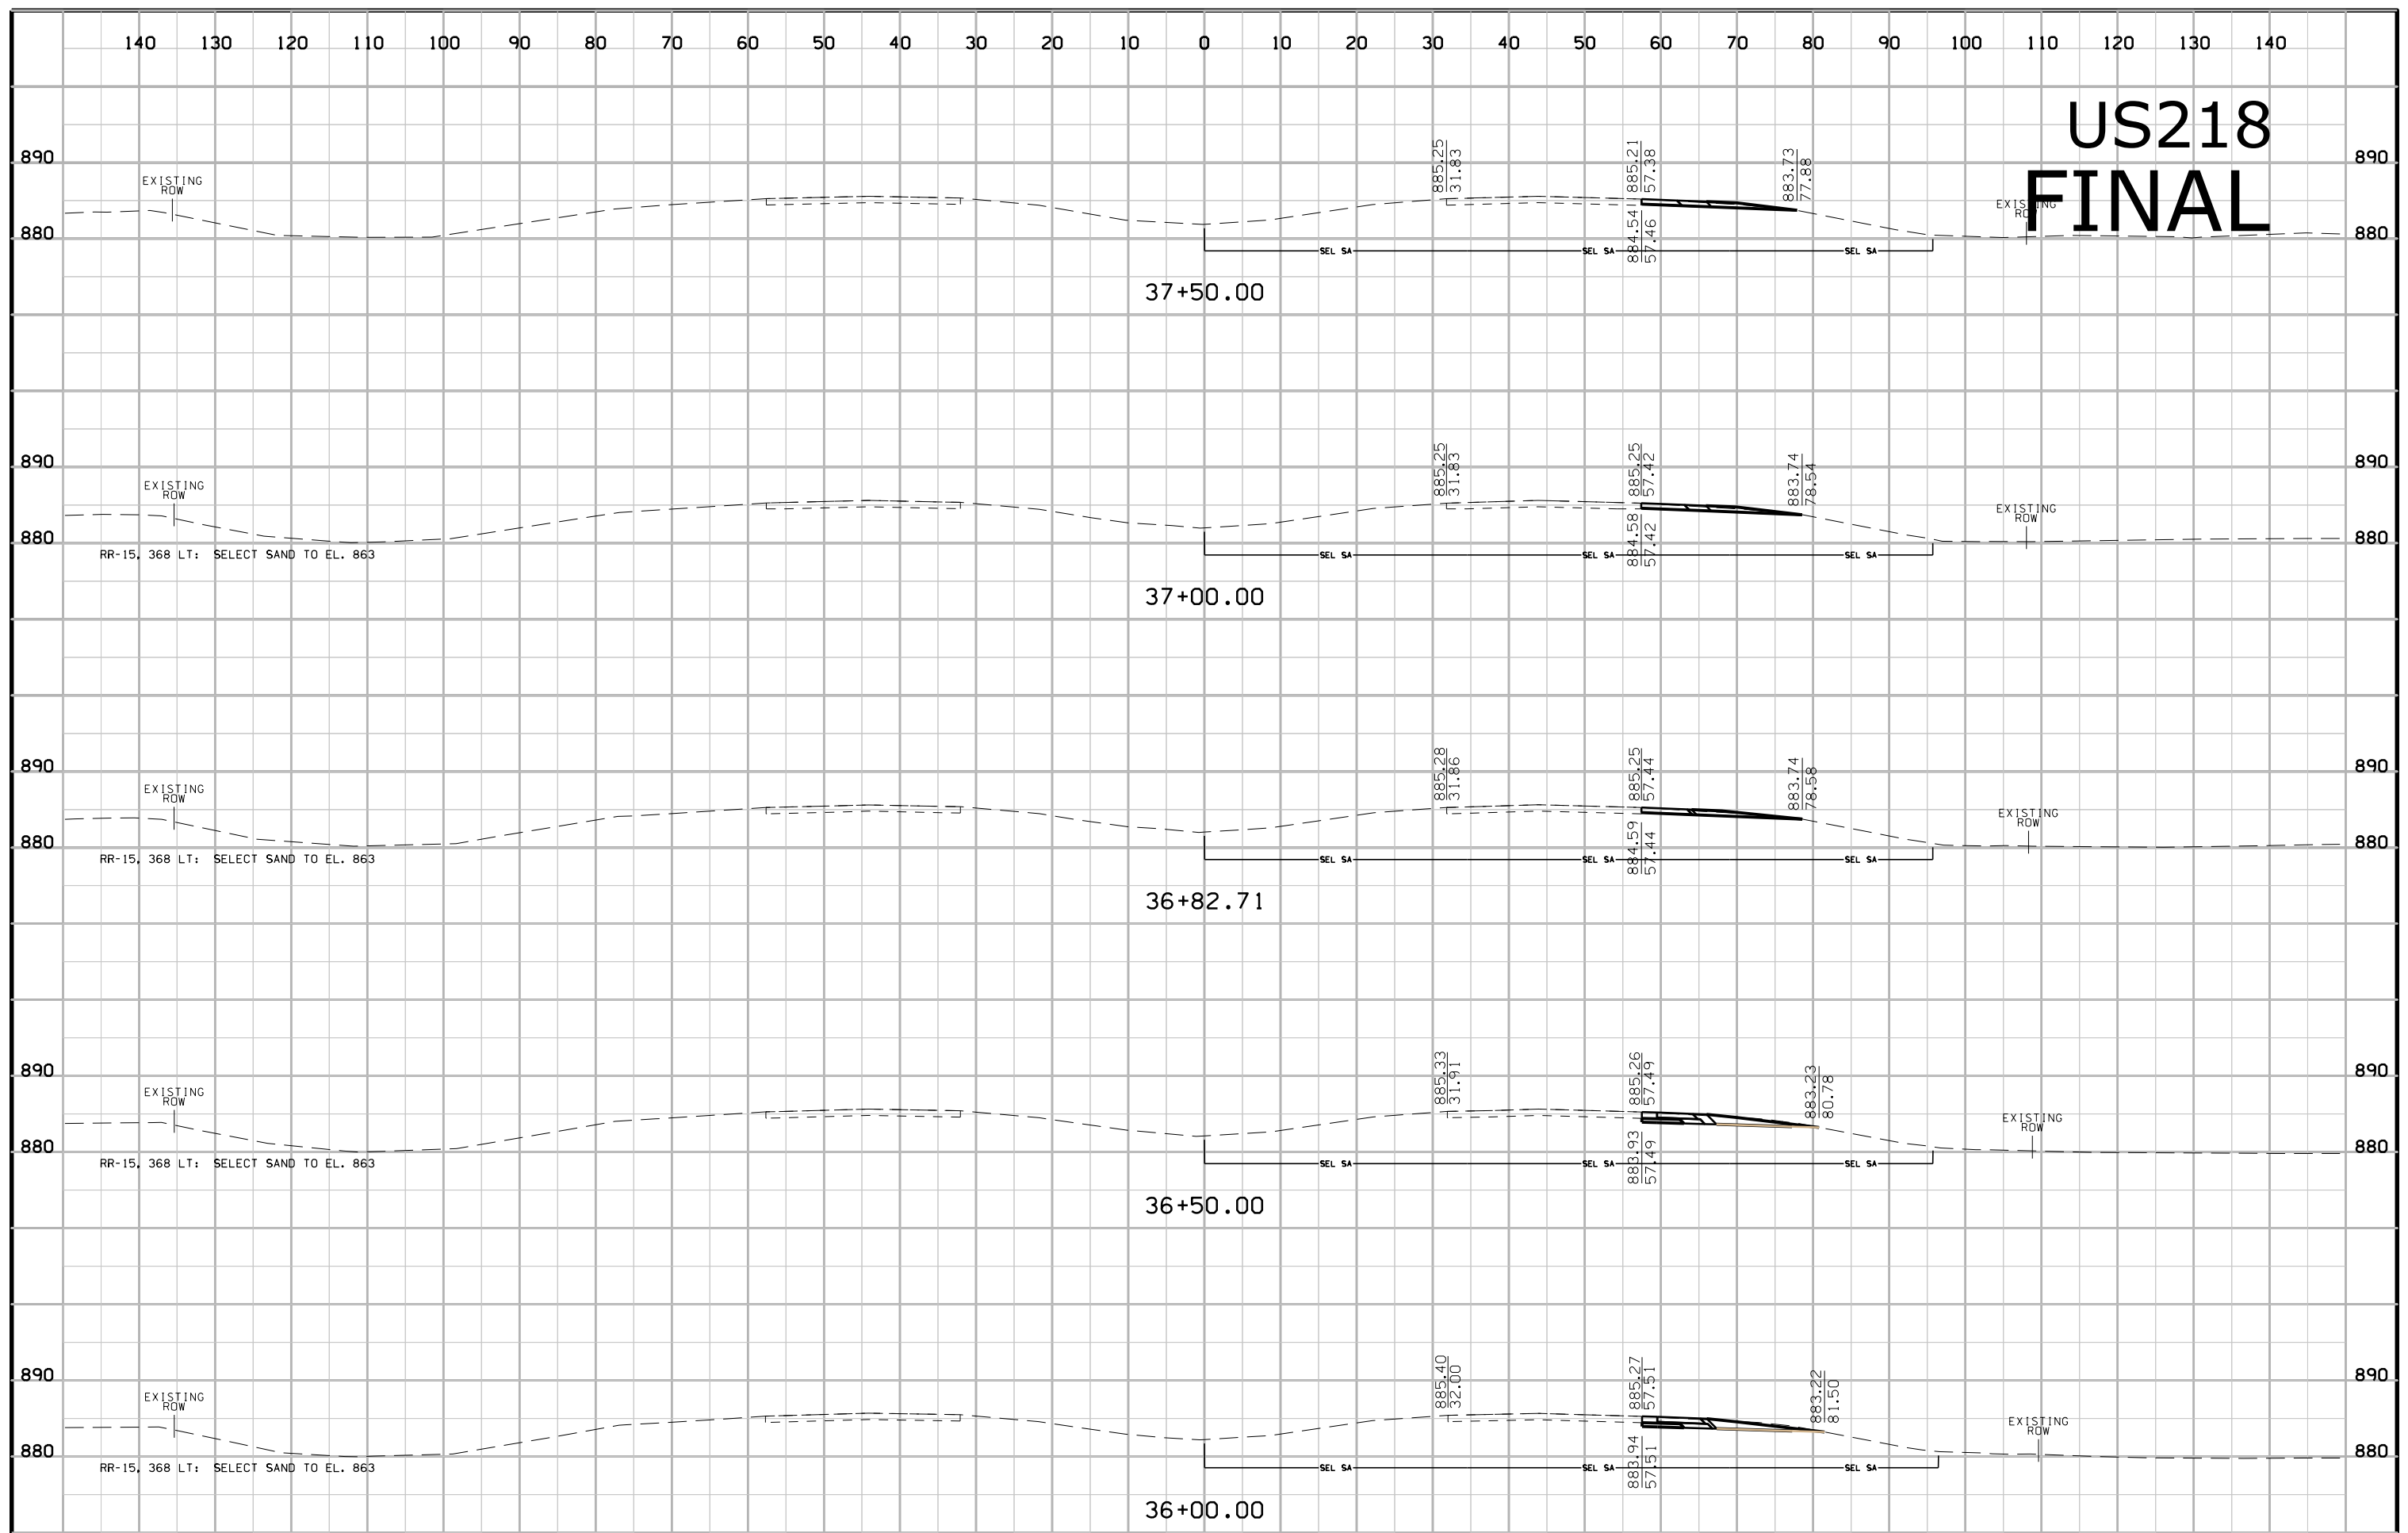 140 130 120 110 100 90 80 70 60 50 40 30 20 10 0 10 20 30 40 50 60 70 80 90 100 110 120 130 140
US218
FINAL
890 890
885.25
31.83
885.21
57.38
883.73
77.88
EXISTING
ROW
EXISTING
ROW
880 880
884.54
57.46
SEL SA SEL SA SEL SA
37+50.00
890 890
885.25
31.83
885.25
57.42
883.74
78.54
EXISTING
ROW
EXISTING
ROW
880 880
884.58
57.42
RR-15, 368 LT: SELECT SAND TO EL. 863
SEL SA SEL SA SEL SA
37+00.00
890 890
885.28
31.86
885.25
57.44
883.74
78.58
EXISTING
ROW
EXISTING
ROW
880 880
884.59
57.44
RR-15, 368 LT: SELECT SAND TO EL. 863
SEL SA SEL SA SEL SA
36+82.71
890 890
885.33
31.91
885.26
57.49
883.23
80.78
EXISTING
ROW
EXISTING
ROW
880 880
883.93
57.49
RR-15, 368 LT: SELECT SAND TO EL. 863
SEL SA SEL SA SEL SA
36+50.00
890 890
885.40
32.00
885.27
57.51
883.22
81.50
EXISTING
ROW
EXISTING
ROW
880 880
883.94
57.51
RR-15, 368 LT: SELECT SAND TO EL. 863
SEL SA SEL SA SEL SA
36+00.00